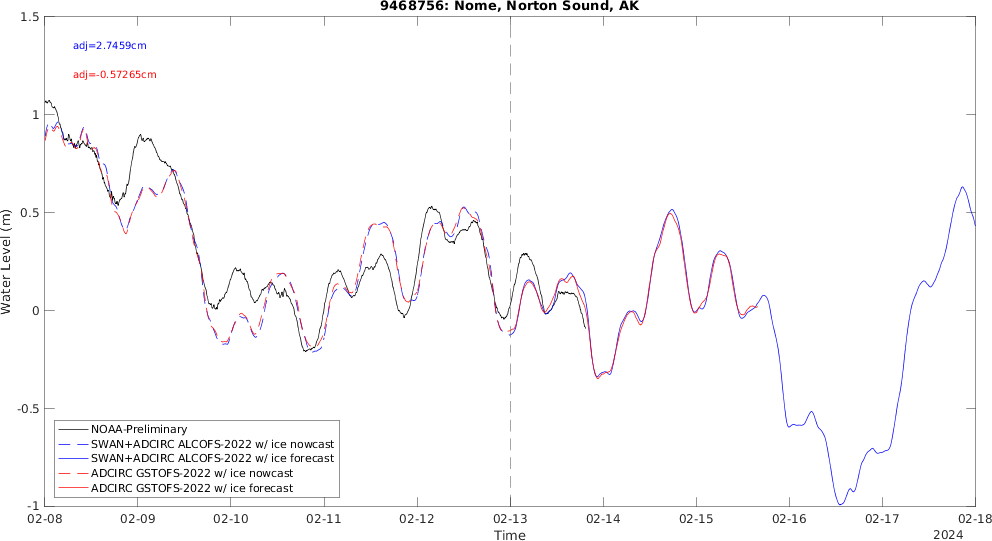 9468756: Nome, Norton Sound, AK
1.5
adj=2.7459cm
adj=-0.57265cm
1
0.5
0
-0.5
-1
Water Level (m)
NOAA-Preliminary
SWAN+ADCIRC ALCOFS-2022 w/ ice nowcast
SWAN+ADCIRC ALCOFS-2022 w/ ice forecast
ADCIRC GSTOFS-2022 w/ ice nowcast
ADCIRC GSTOFS-2022 w/ ice forecast
02-08 02-09 02-10 02-11 02-12 02-13 02-14 02-15 02-16 02-17 02-18
Time
2024